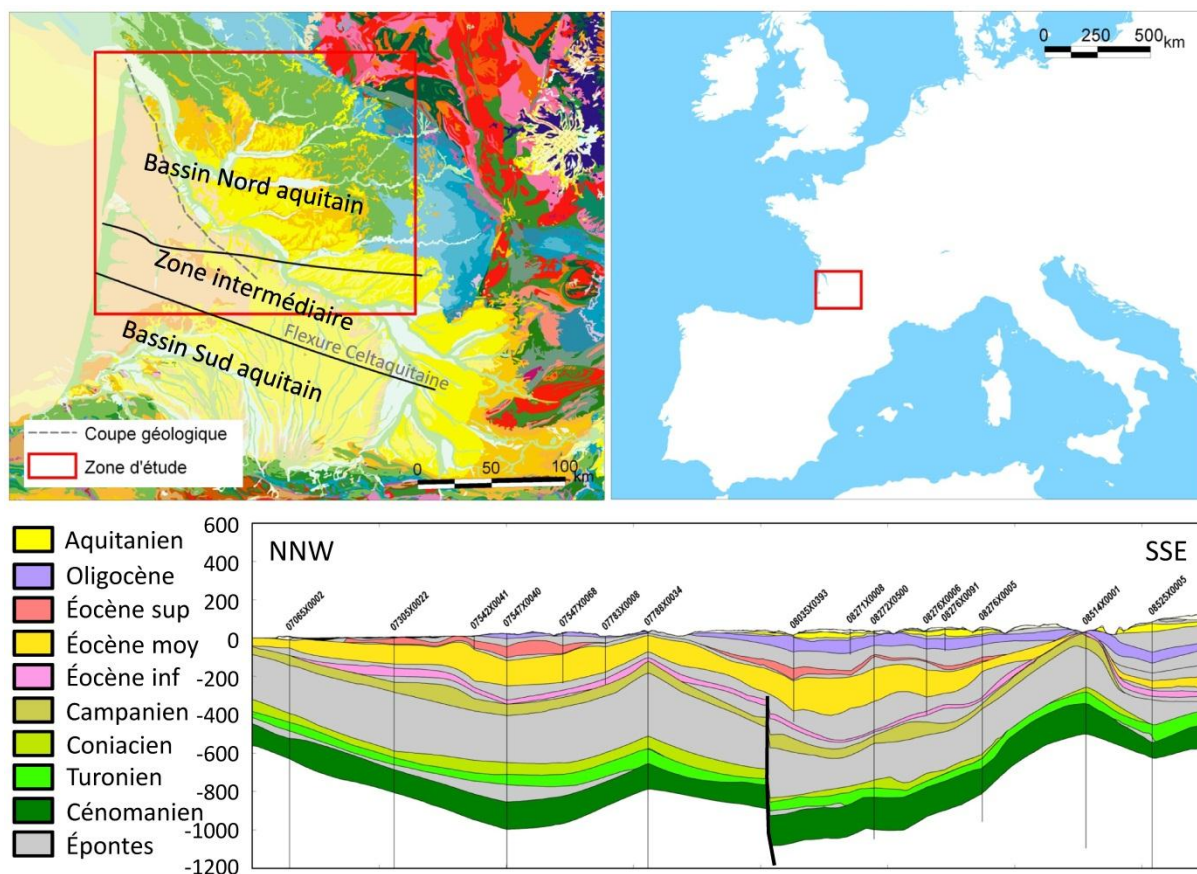 Bassin Nord aquitain
Zone intermédiaire
Flexure Celtaquitaine
Bassin Sud aquitain
Coupe géologique
Zone d'étude
0 50 100
km
0 250 500
km
Aquitanien
Oligocène
Éocène sup
Éocène moy
Éocène inf
Campanien
Coniacien
Turonien
Cénomanien
Épontes
600
400
200
0
-200
-400
-600
-800
-1000
-1200
NNW
SSE
07065X0002
07305X0022
07542X0041
07547X0040
07547X0068
07783X0008
07788X0034
08035X0393
08271X0008
08272X0500
08276X0006
08276X0091
08276X0005
08514X0001
08525X0005